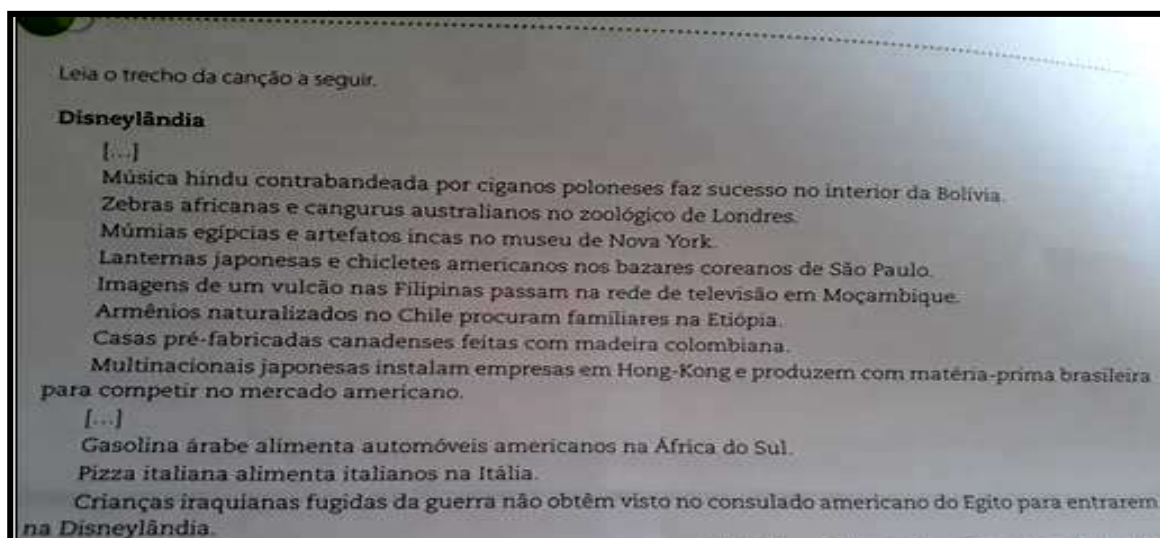 Leia o trecho da canção a seguir.
Disneylândia
[...]
Música hindu contrabandeada por ciganos poloneses faz sucesso no interior da Bolívia.
Zebras africanas e cangurus australianos no zoológico de Londres.
Múmias egípcias e artefatos incas no museu de Nova York.
Lanternas japonesas e chicletes americanos nos bazares coreanos de São Paulo.
Imagens de um vulcão nas Filipinas passam na rede de televisão em Moçambique.
Armênios naturalizados no Chile procuram familiares na Etiópia.
Casas pré-fabricadas canadenses feitas com madeira colombiana.
Multinacionais japonesas instalam empresas em Hong-Kong e produzem com matéria-prima brasileira
para competir no mercado americano.
[...]
Gasolina árabe alimenta automóveis americanos na África do Sul.
Pizza italiana alimenta italianos na Itália.
Crianças iraquianas fugidas da guerra não obtêm visto no consulado americano do Egito para entrarem
na Disneylândia.